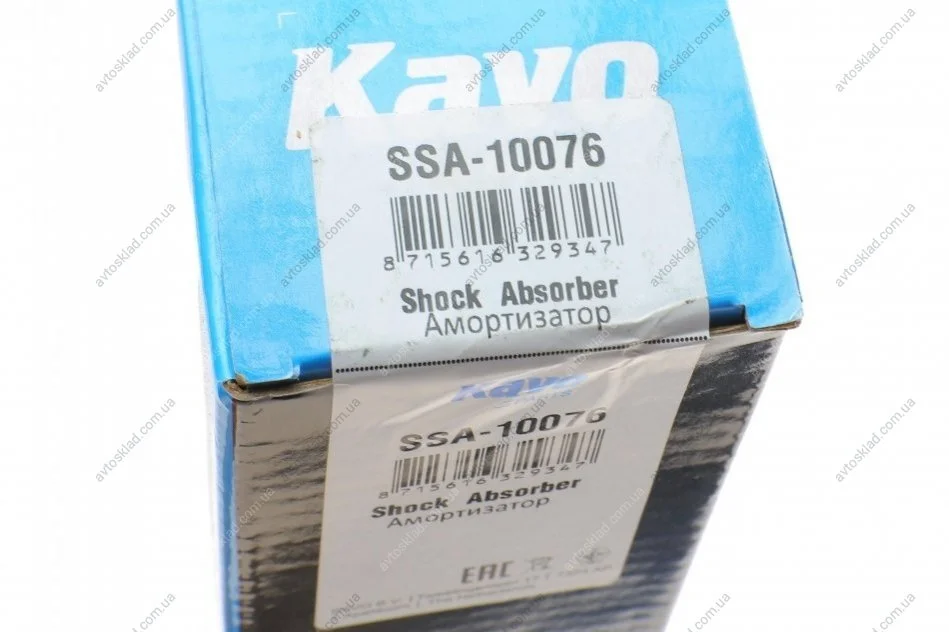 Kavo
SSA-10076
8 715616 329347
Shock Absorber
Амортизатор
Kavo
SSA-10076
8 715616 329347
Shock Absorber
Амортизатор
EAC
avtosklad.com.ua